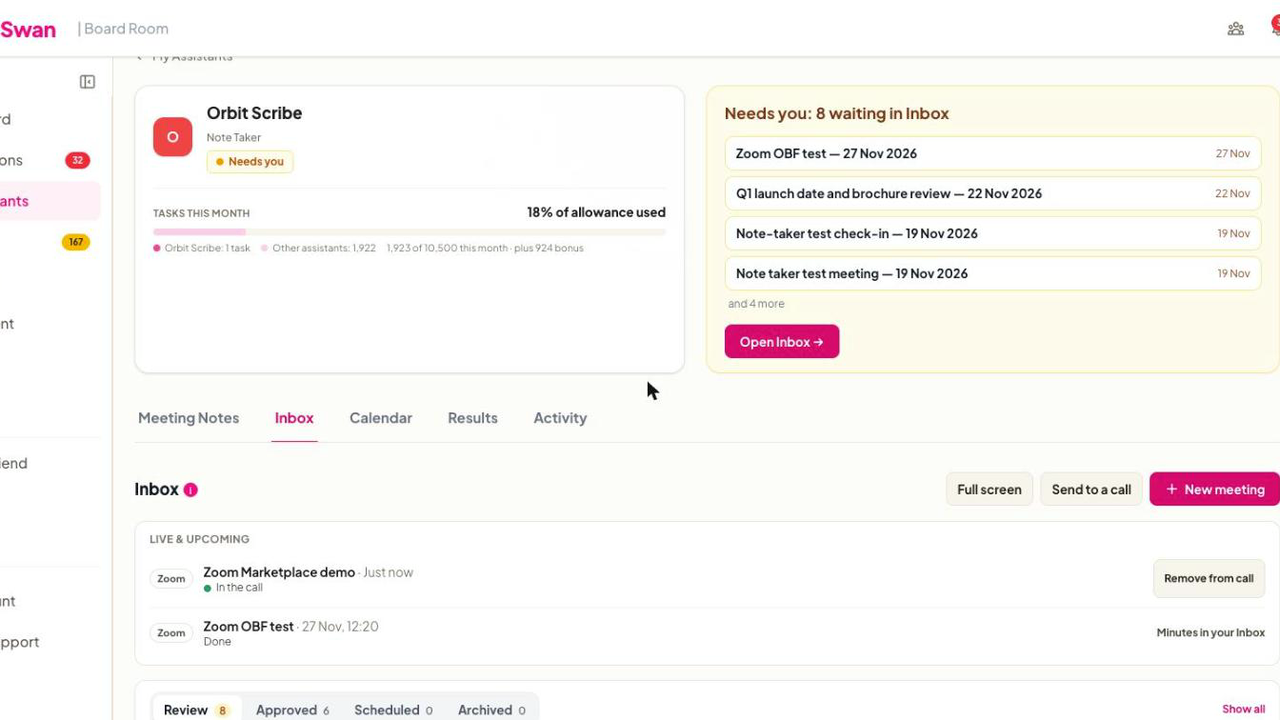 Swan | Board Room
My Assistants
rd
ons 32
ants
167
nt
iend
unt
pport
O
Orbit Scribe
Note Taker
Needs you
TASKS THIS MONTH
18% of allowance used
Orbit Scribe: 1 task Other assistants: 1,922 1,923 of 10,500 this month · plus 924 bonus
Needs you: 8 waiting in Inbox
Zoom OBF test — 27 Nov 2026 27 Nov
Q1 launch date and brochure review — 22 Nov 2026 22 Nov
Note-taker test check-in — 19 Nov 2026 19 Nov
Note taker test meeting — 19 Nov 2026 19 Nov
and 4 more
Open Inbox →
Meeting Notes Inbox Calendar Results Activity
Inbox i
Full screen Send to a call + New meeting
LIVE & UPCOMING
Zoom Zoom Marketplace demo · Just now
In the call
Remove from call
Zoom Zoom OBF test · 27 Nov, 12:20
Done
Minutes in your Inbox
Review 8 Approved 6 Scheduled 0 Archived 0 Show all